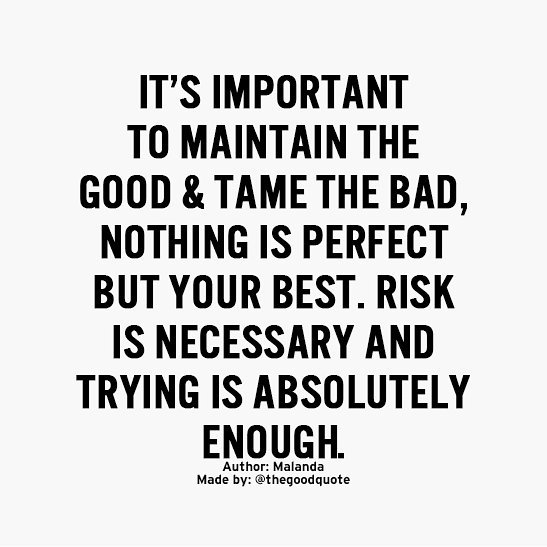 IT’S IMPORTANT
TO MAINTAIN THE
GOOD & TAME THE BAD,
NOTHING IS PERFECT
BUT YOUR BEST. RISK
IS NECESSARY AND
TRYING IS ABSOLUTELY
ENOUGH.
Author: Malanda
Made by: @thegoodquote